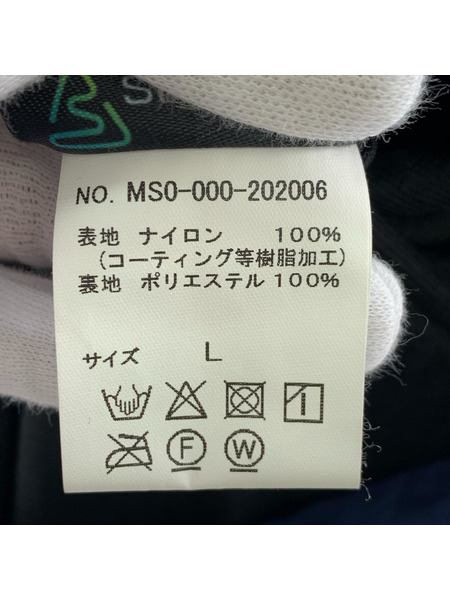 S
NO. MS0-000-202006
表地 ナイロン 100%
(コーティング等樹脂加工)
裏地 ポリエステル 100%
サイズ L
F W